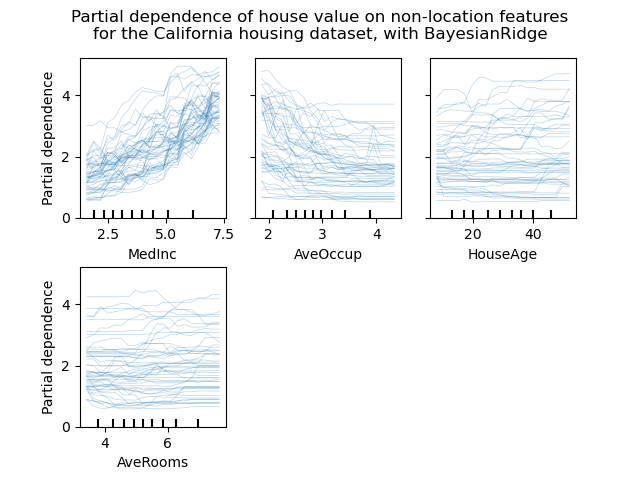 Partial dependence of house value on non-location features
for the California housing dataset, with BayesianRidge
Partial dependence
4
2
0
2.5 5.0 7.5
MedInc
2 3 4
AveOccup
20 40
HouseAge
Partial dependence
4
2
0
4 6
AveRooms